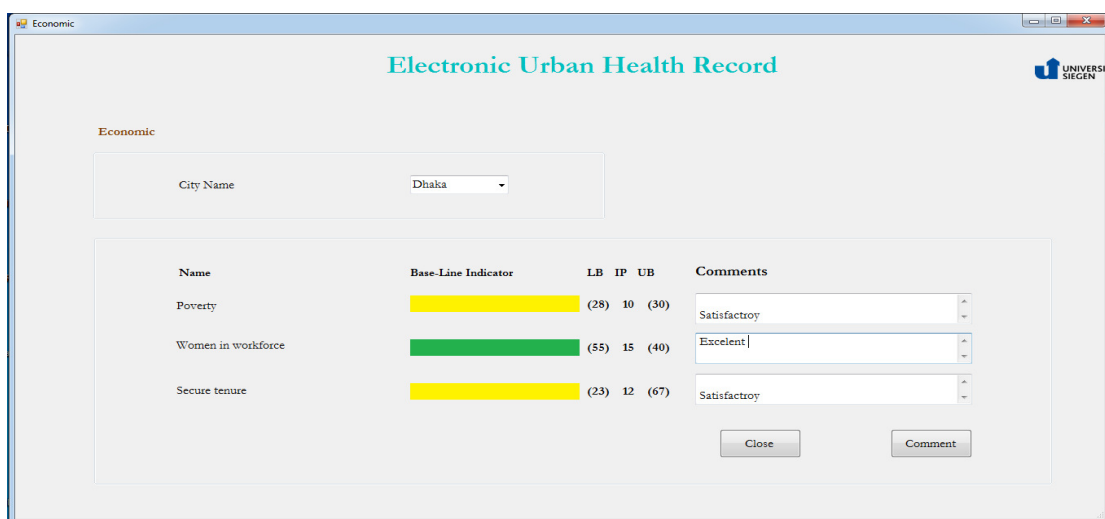 Economic
Electronic Urban Health Record
SIEGEN
Economic
City Name Dhaka
Name Base-Line Indicator LB IP UB Comments
Poverty (28) 10 (30) Satisfactroy
Women in workforce (55) 15 (40) Excelent
Secure tenure (23) 12 (67) Satisfactroy
Close Comment